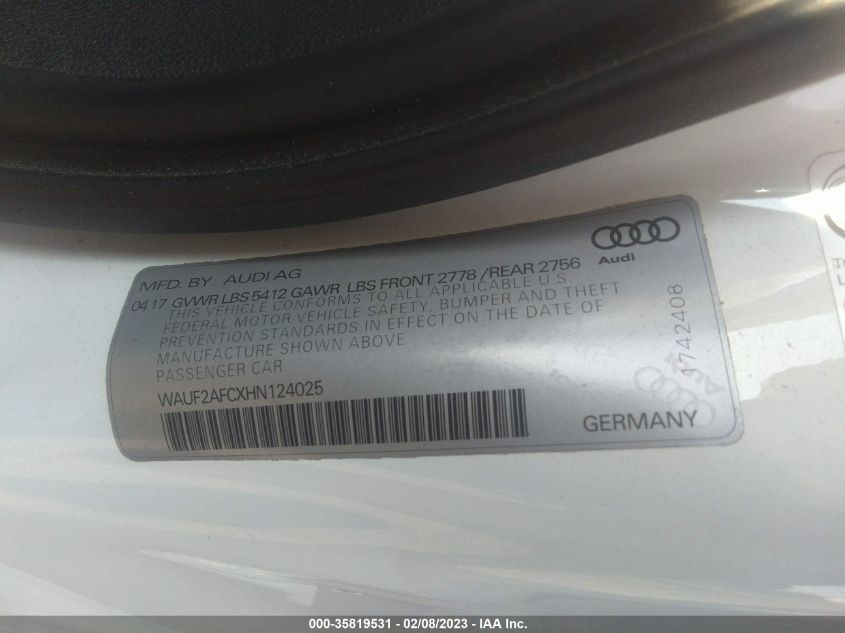 MFD. BY AUDI AG
0417 GVWR LBS 5412 GAWR LBS FRONT 2778 / REAR 2756
THIS VEHICLE CONFORMS TO ALL APPLICABLE U.S
FEDERAL MOTOR VEHICLE SAFETY, BUMPER AND THEFT
PREVENTION STANDARDS IN EFFECT ON THE DATE OF
MANUFACTURE SHOWN ABOVE
PASSENGER CAR
WAUF2AFCXHN124025
Audi
1742408
GERMANY
000-35819531 - 02/08/2023 - IAA Inc.